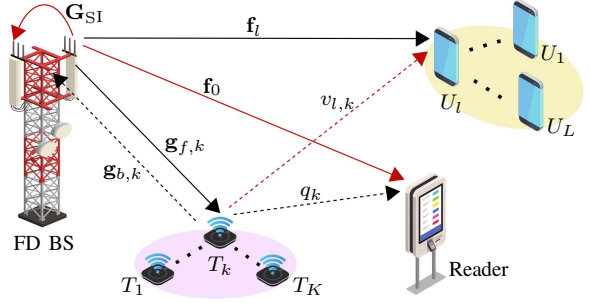 G_SI
f_l
U_1
f_0
U_l
v_{l,k}
U_L
g_{f,k}
g_{b,k}
q_k
FD BS
T_k
T_1
T_K
Reader